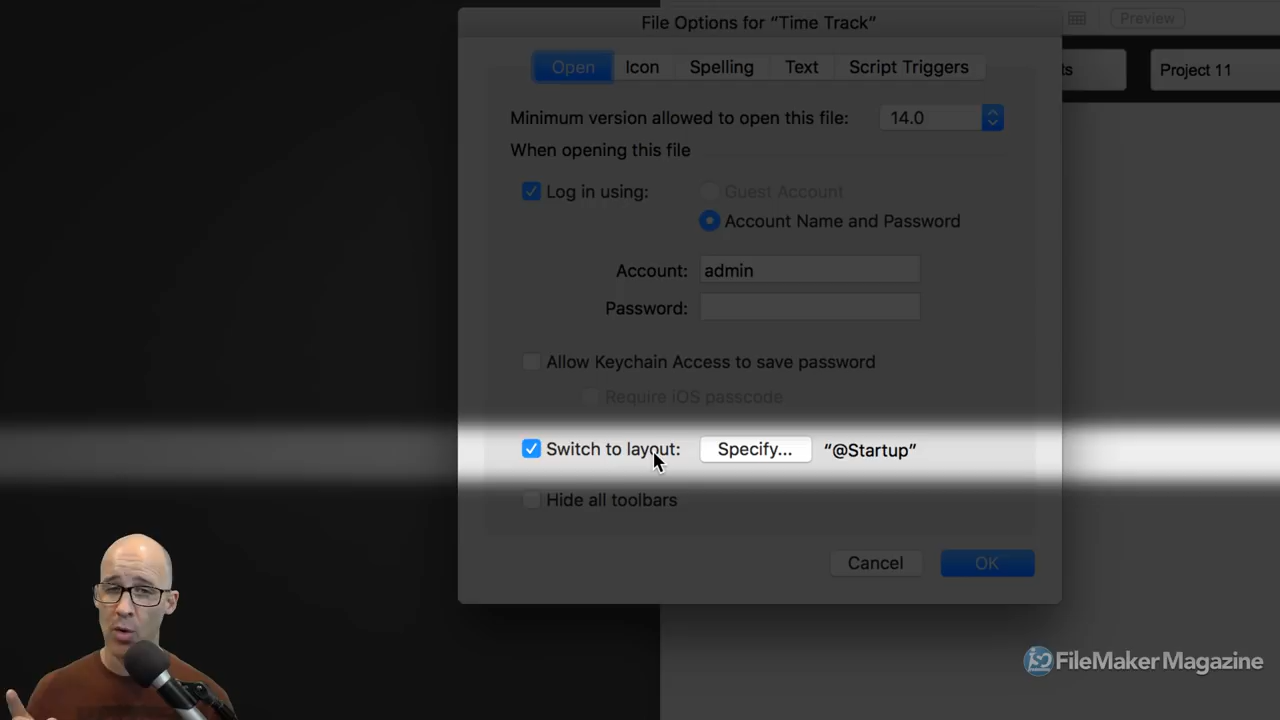 File Options for “Time Track”
Preview
Open Icon Spelling Text Script Triggers
ts
Project 11
Minimum version allowed to open this file: 14.0
When opening this file
Log in using: Guest Account
Account Name and Password
Account: admin
Password:
Allow Keychain Access to save password
Require iOS passcode
Switch to layout: Specify... “@Startup”
Hide all toolbars
Cancel OK
iso FileMaker Magazine